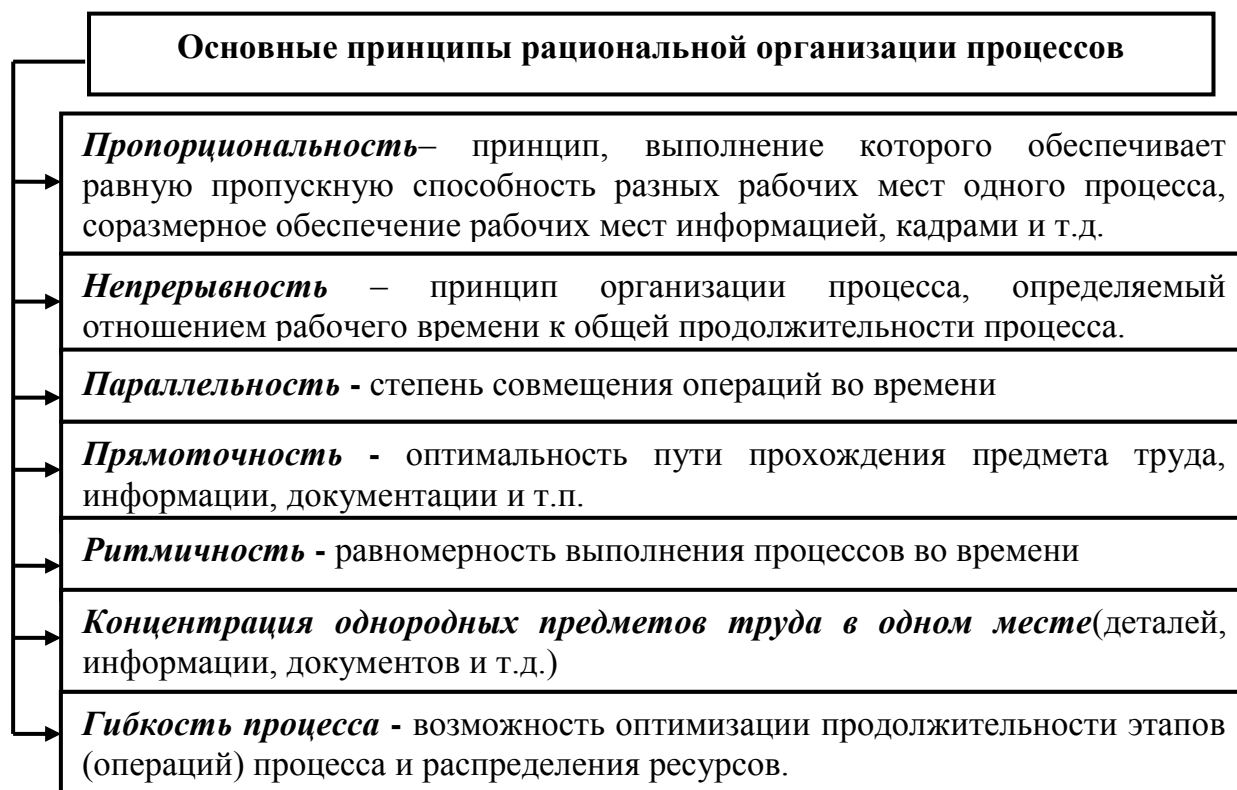 Основные принципы рациональной организации процессов
Пропорциональность– принцип, выполнение которого обеспечивает
равную пропускную способность разных рабочих мест одного процесса,
соразмерное обеспечение рабочих мест информацией, кадрами и т.д.
Непрерывность – принцип организации процесса, определяемый
отношением рабочего времени к общей продолжительности процесса.
Параллельность - степень совмещения операций во времени
Прямоточность - оптимальность пути прохождения предмета труда,
информации, документации и т.п.
Ритмичность - равномерность выполнения процессов во времени
Концентрация однородных предметов труда в одном месте(деталей,
информации, документов и т.д.)
Гибкость процесса - возможность оптимизации продолжительности этапов
(операций) процесса и распределения ресурсов.